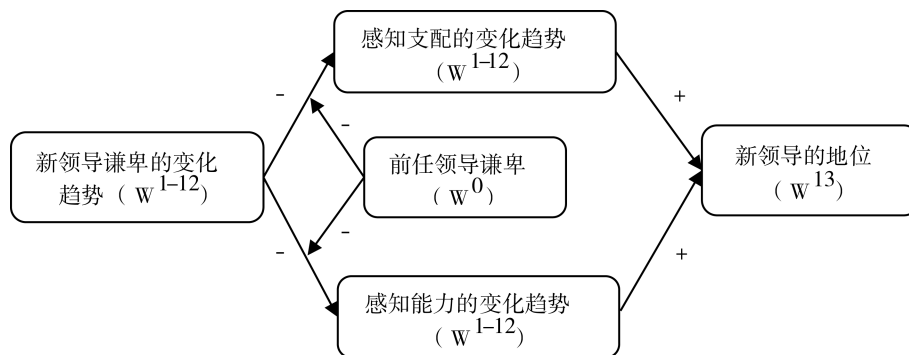 感知支配的变化趋势
（W1-12）
-
+
-
新领导谦卑的变化
趋势（W1-12）
前任领导谦卑
（W0）
新领导的地位
（W13）
-
-
+
感知能力的变化趋势
（W1-12）